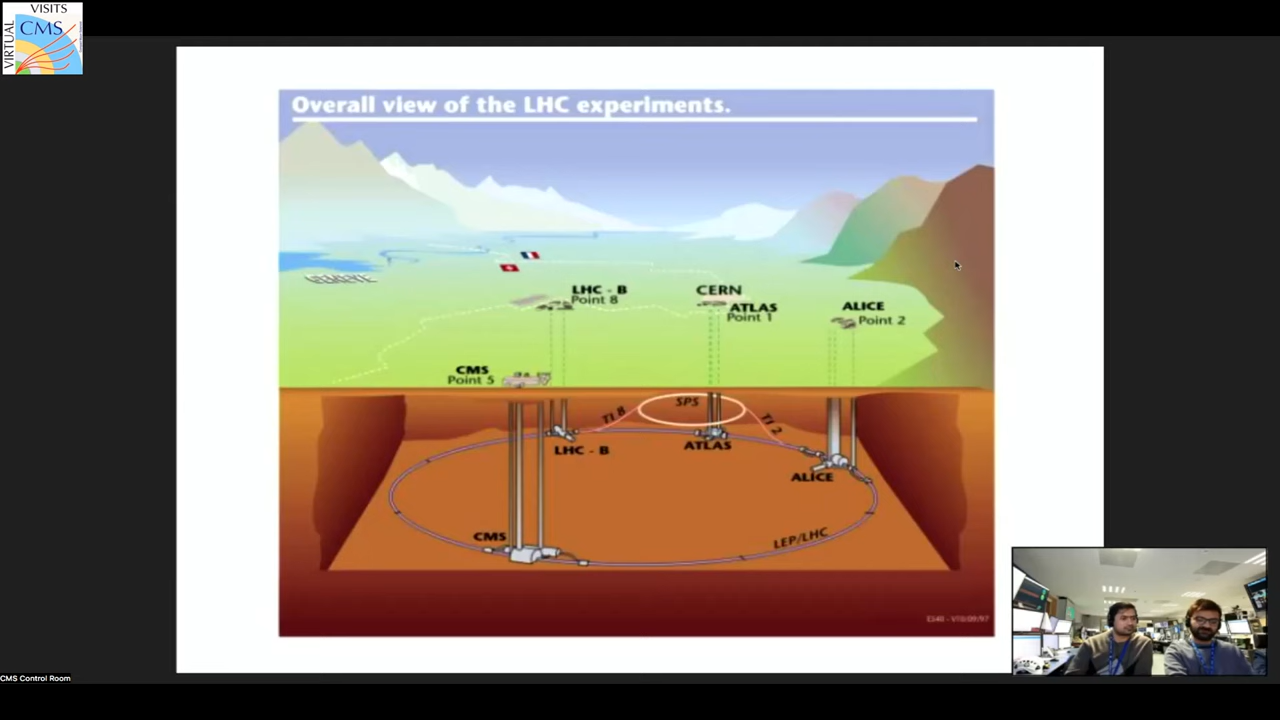 VISITS
VIRTUAL
CMS
Overall view of the LHC experiments.
GENEVE
LHC - B
Point 8
CERN
ATLAS
Point 1
ALICE
Point 2
CMS
Point 5
SPS
TI 8
TI 2
LHC - B
ATLAS
ALICE
CMS
LEP/LHC
CMS Control Room